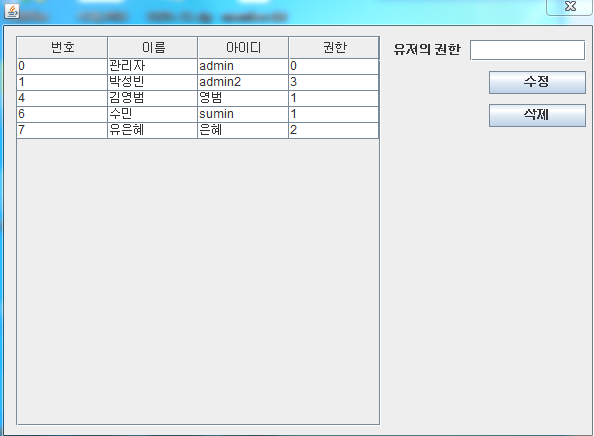 번호 이름 아이디 권한
0 관리자 admin 0
1 박성빈 admin2 3
4 김영범 영범 1
6 수민 sumin 1
7 유은혜 은혜 2
유저의 권한
수정
삭제